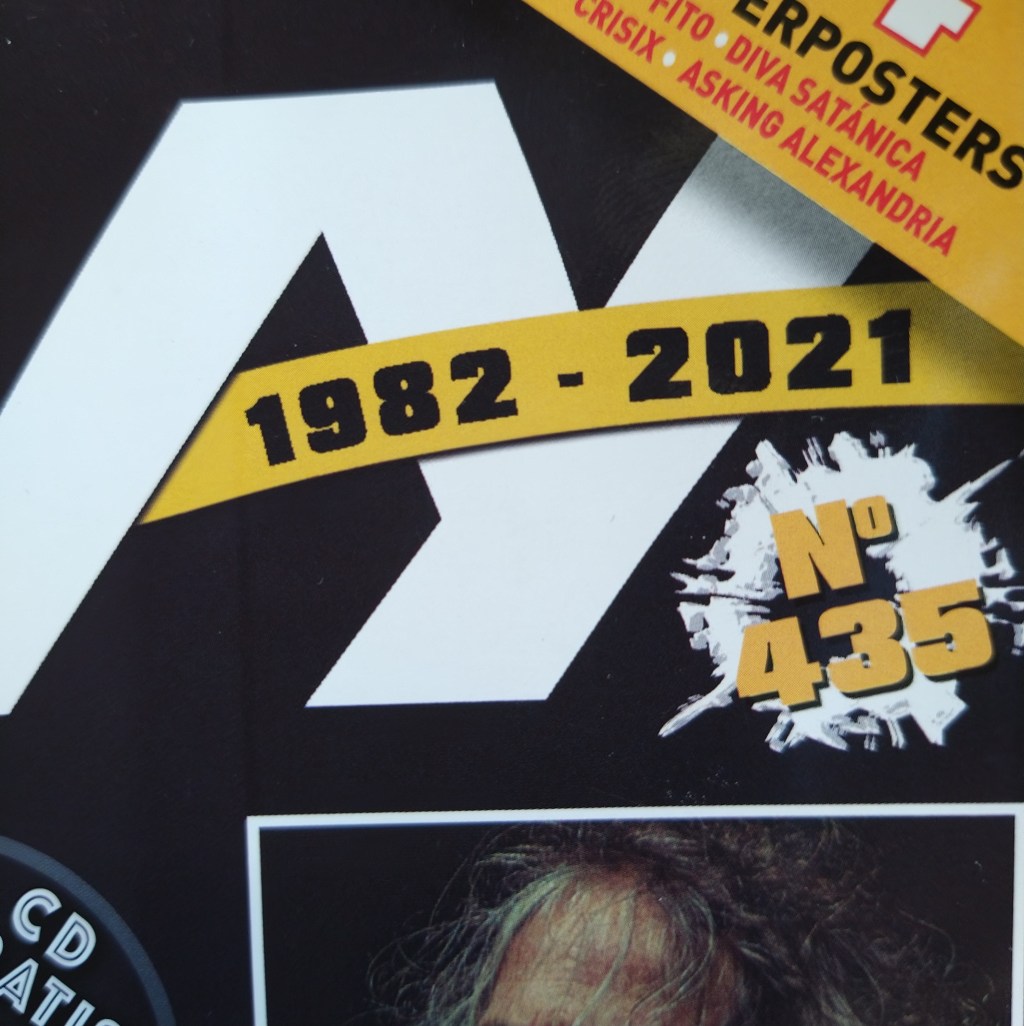 ERPOSTERS
FITO • DIVA SATÁNICA
CRISIX • ASKING ALEXANDRIA
1982 - 2021
Nº
435
CD